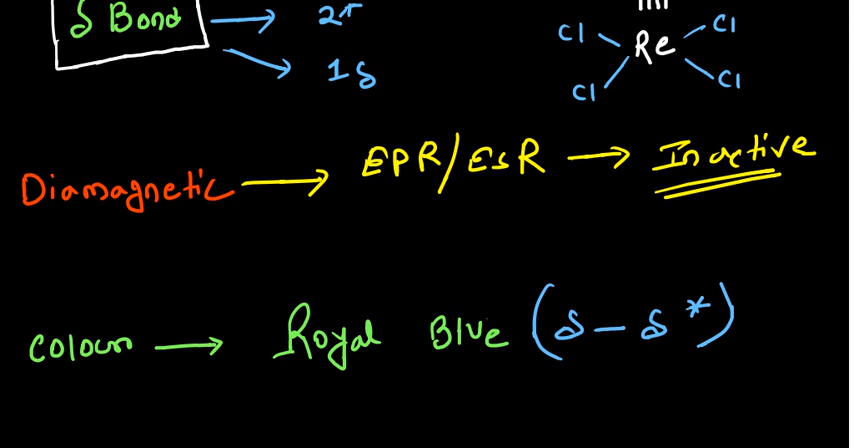 δ Bond → 2π
→ 1δ
Cl Re Cl
Cl Cl
Diamagnetic → EPR/ESR → Inactive
Colour → Royal Blue (δ - δ*)